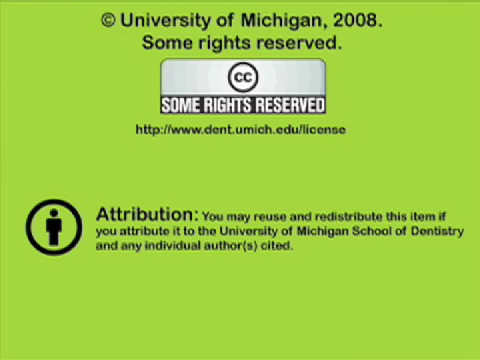 © University of Michigan, 2008.
Some rights reserved.
cc
SOME RIGHTS RESERVED
http://www.dent.umich.edu/license
Attribution: You may reuse and redistribute this item if
you attribute it to the University of Michigan School of Dentistry
and any individual author(s) cited.